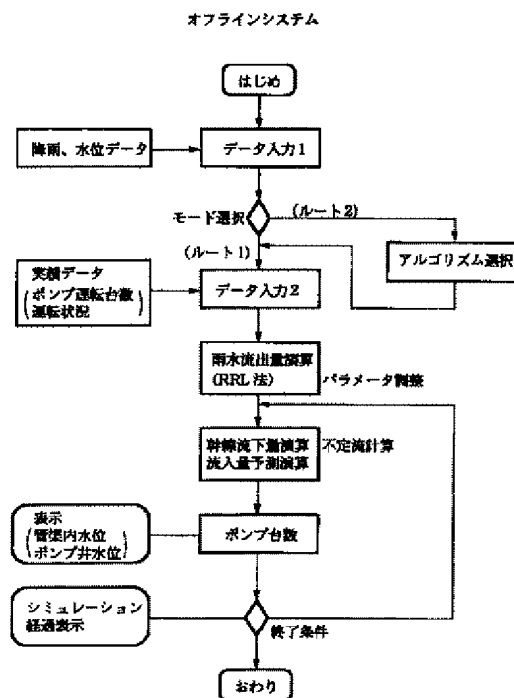 オフラインシステム
はじめ
降雨、水位データ
データ入力1
モード選択
(ルート2)
(ルート1)
アルゴリズム選択
実績データ
(ポンプ運転台数
運転状況)
データ入力2
雨水流出量演算
(RRL法)
パラメータ調整
幹線流下量演算
流入量予測演算
不定流計算
表示
(管渠内水位
ポンプ井水位)
ポンプ台数
シミュレーション
経過表示
終了条件
おわり